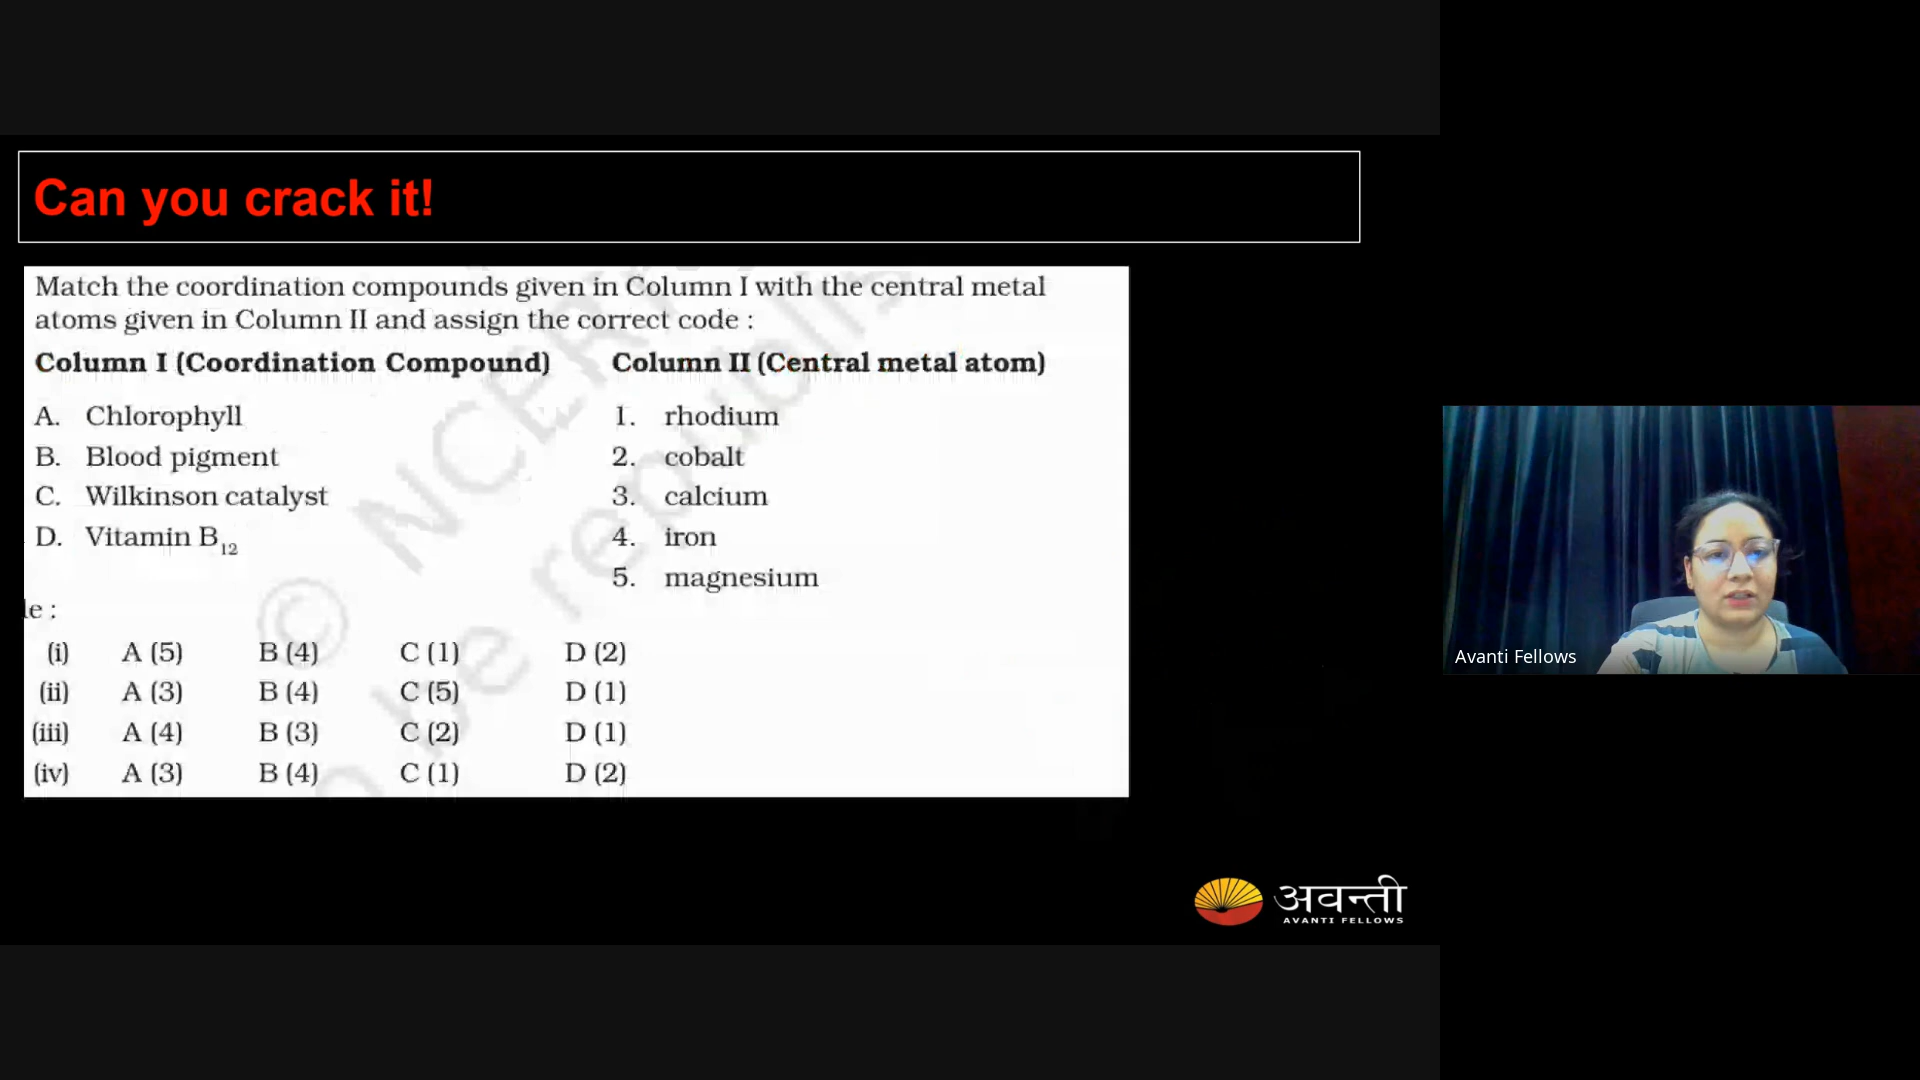 Can you crack it!
Match the coordination compounds given in Column I with the central metal
atoms given in Column II and assign the correct code :
Column I (Coordination Compound) Column II (Central metal atom)
A. Chlorophyll 1. rhodium
B. Blood pigment 2. cobalt
C. Wilkinson catalyst 3. calcium
D. Vitamin B12 4. iron
5. magnesium
le :
(i) A (5) B (4) C (1) D (2)
(ii) A (3) B (4) C (5) D (1)
(iii) A (4) B (3) C (2) D (1)
(iv) A (3) B (4) C (1) D (2)
© NCERT
be republis
Avanti Fellows
अवन्ती
AVANTI FELLOWS